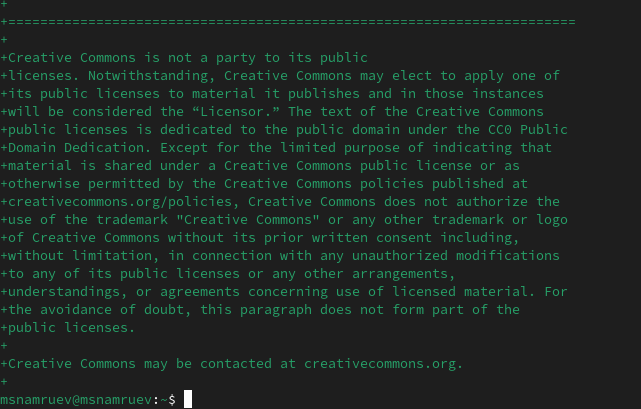 +
+======================================================================
+
+Creative Commons is not a party to its public
+licenses. Notwithstanding, Creative Commons may elect to apply one of
+its public licenses to material it publishes and in those instances
+will be considered the “Licensor.” The text of the Creative Commons
+public licenses is dedicated to the public domain under the CC0 Public
+Domain Dedication. Except for the limited purpose of indicating that
+material is shared under a Creative Commons public license or as
+otherwise permitted by the Creative Commons policies published at
+creativecommons.org/policies, Creative Commons does not authorize the
+use of the trademark "Creative Commons" or any other trademark or logo
+of Creative Commons without its prior written consent including,
+without limitation, in connection with any unauthorized modifications
+to any of its public licenses or any other arrangements,
+understandings, or agreements concerning use of licensed material. For
+the avoidance of doubt, this paragraph does not form part of the
+public licenses.
+
+Creative Commons may be contacted at creativecommons.org.
+
msnamruev@msnamruev:~$